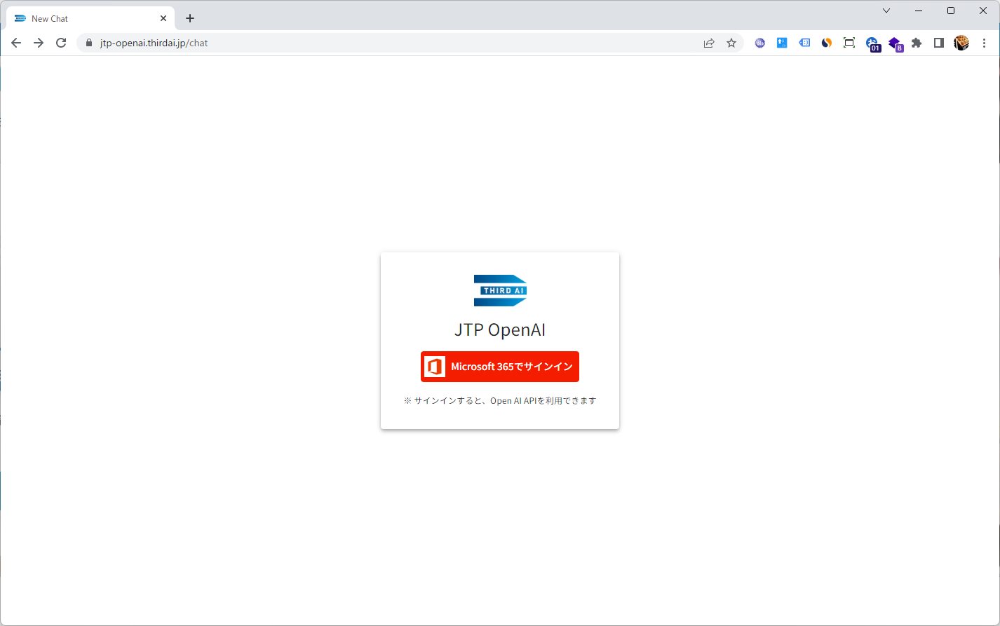 New Chat
jtp-openai.thirdai.jp/chat
01
8
THIRD AI
JTP OpenAI
Microsoft 365でサインイン
※ サインインすると、Open AI APIを利用できます